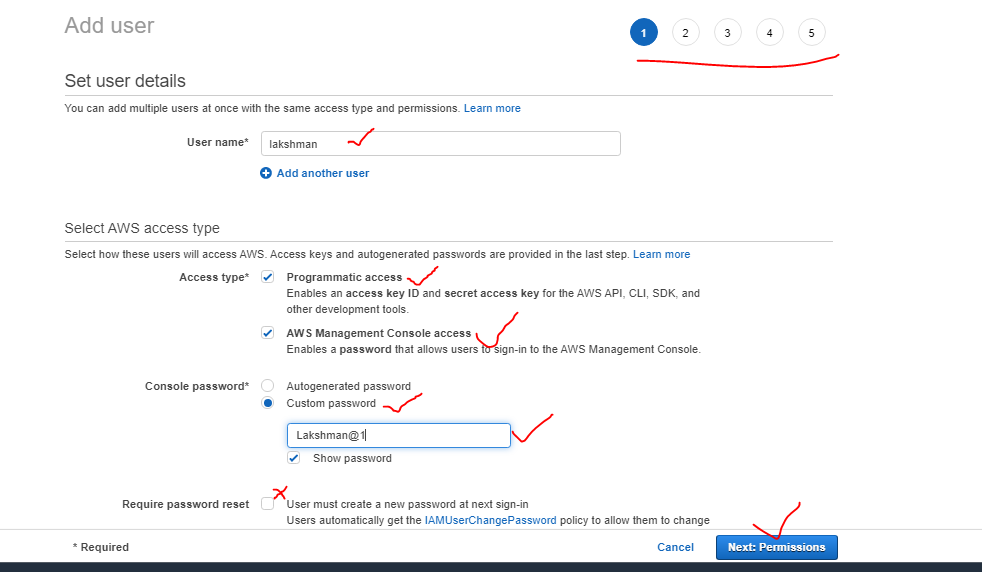 Add user
1 2 3 4 5
Set user details
You can add multiple users at once with the same access type and permissions. Learn more
User name* lakshman
Add another user
Select AWS access type
Select how these users will access AWS. Access keys and autogenerated passwords are provided in the last step. Learn more
Access type* Programmatic access
Enables an access key ID and secret access key for the AWS API, CLI, SDK, and
other development tools.
AWS Management Console access
Enables a password that allows users to sign-in to the AWS Management Console.
Console password* Autogenerated password
Custom password
Lakshman@1
Show password
Require password reset User must create a new password at next sign-in
Users automatically get the IAMUserChangePassword policy to allow them to change
* Required Cancel Next: Permissions